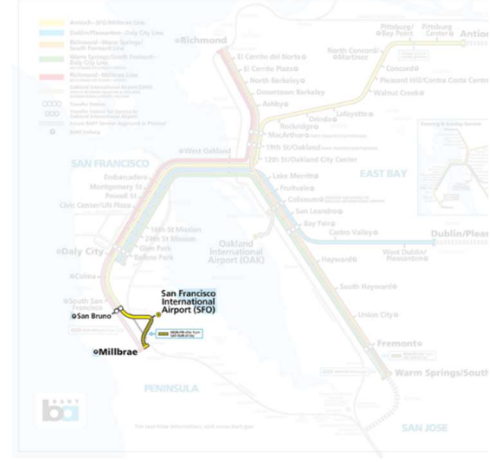 Antioch - SFO/Millbrae Line
Dublin/Pleasanton - Daly City Line
Richmond - Warm Springs/
South Fremont Line
Warm Springs/South Fremont -
Daly City Line
Richmond - Millbrae Line
Pittsburg/
Bay Point
Pittsburg
Center
Antio
Richmond
North Concord/
Martinez
El Cerrito del Norte
El Cerrito Plaza
North Berkeley
Downtown Berkeley
Ashby
Concord
Pleasant Hill/Contra Costa Centre
Walnut Creek
Lafayette
Orinda
Rockridge
MacArthur
19th St/Oakland
12th St/Oakland City Center
West Oakland
SAN FRANCISCO
EAST BAY
Embarcadero
Montgomery St
Powell St
Civic Center/UN Plaza
Lake Merritt
Fruitvale
Coliseum
San Leandro
Bay Fair
Castro Valley
Dublin/Pleas
West Dublin/
Pleasanton
16th St Mission
24th St Mission
Glen Park
Balboa Park
Daly City
Oakland
International
Airport (OAK)
Hayward
Colma
South Hayward
South San
Francisco
San Bruno
San Francisco
International
Airport (SFO)
Union City
Millbrae
Fremont
Warm Springs/South
PENINSULA
BART
ba
SAN JOSE